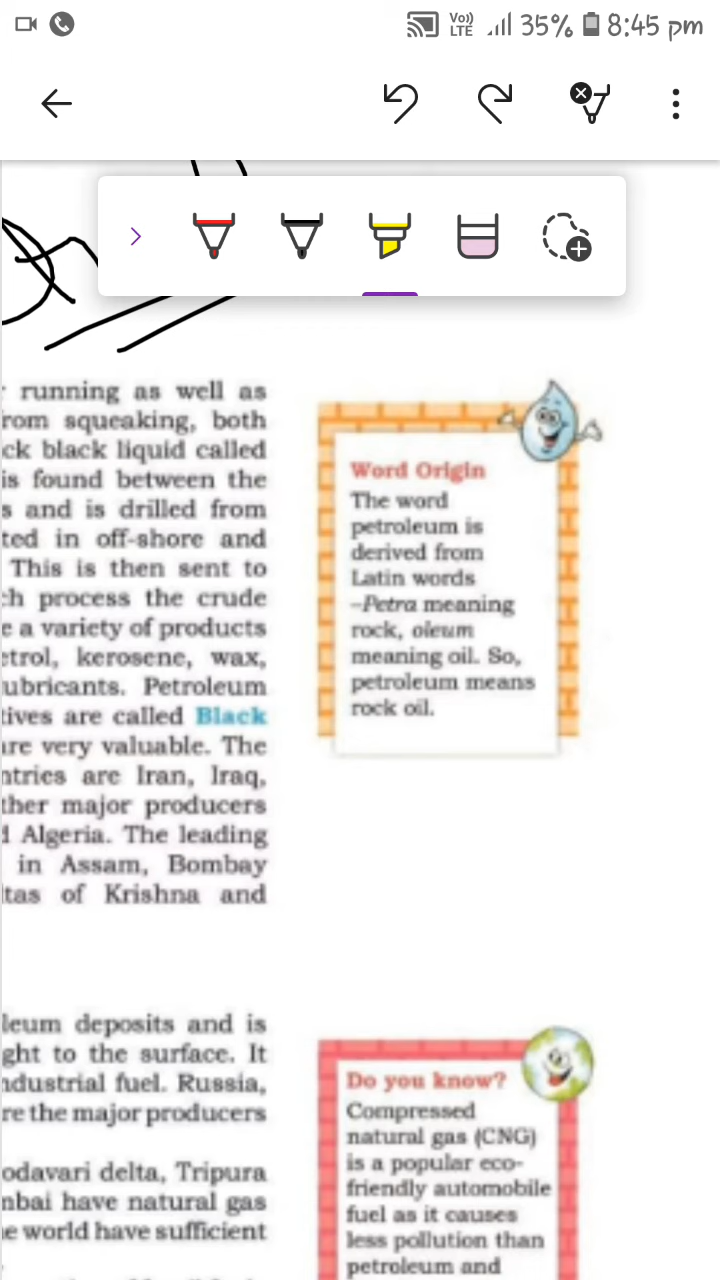 Vo))
LTE
35%
8:45 pm
running as well as
rom squeaking, both
ck black liquid called
is found between the
s and is drilled from
ted in off-shore and
This is then sent to
ch process the crude
e a variety of products
etrol, kerosene, wax,
ubricants. Petroleum
tives are called Black
are very valuable. The
ntries are Iran, Iraq,
ther major producers
d Algeria. The leading
in Assam, Bombay
ltas of Krishna and
Word Origin
The word
petroleum is
derived from
Latin words
–Petra meaning
rock, oleum
meaning oil. So,
petroleum means
rock oil.
leum deposits and is
ght to the surface. It
ndustrial fuel. Russia,
re the major producers
odavari delta, Tripura
nbai have natural gas
e world have sufficient
Do you know?
Compressed
natural gas (CNG)
is a popular eco-
friendly automobile
fuel as it causes
less pollution than
petroleum and